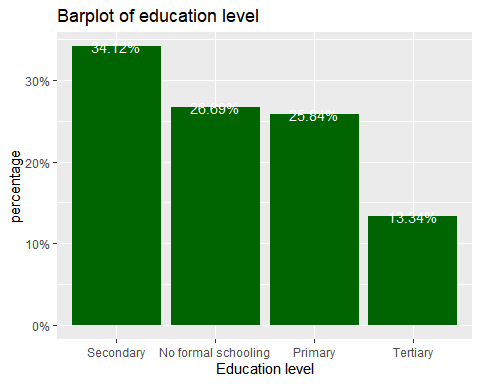 Barplot of education level
percentage
30%
20%
10%
0%
34.12%
26.69%
25.84%
13.34%
Secondary
No formal schooling
Primary
Tertiary
Education level